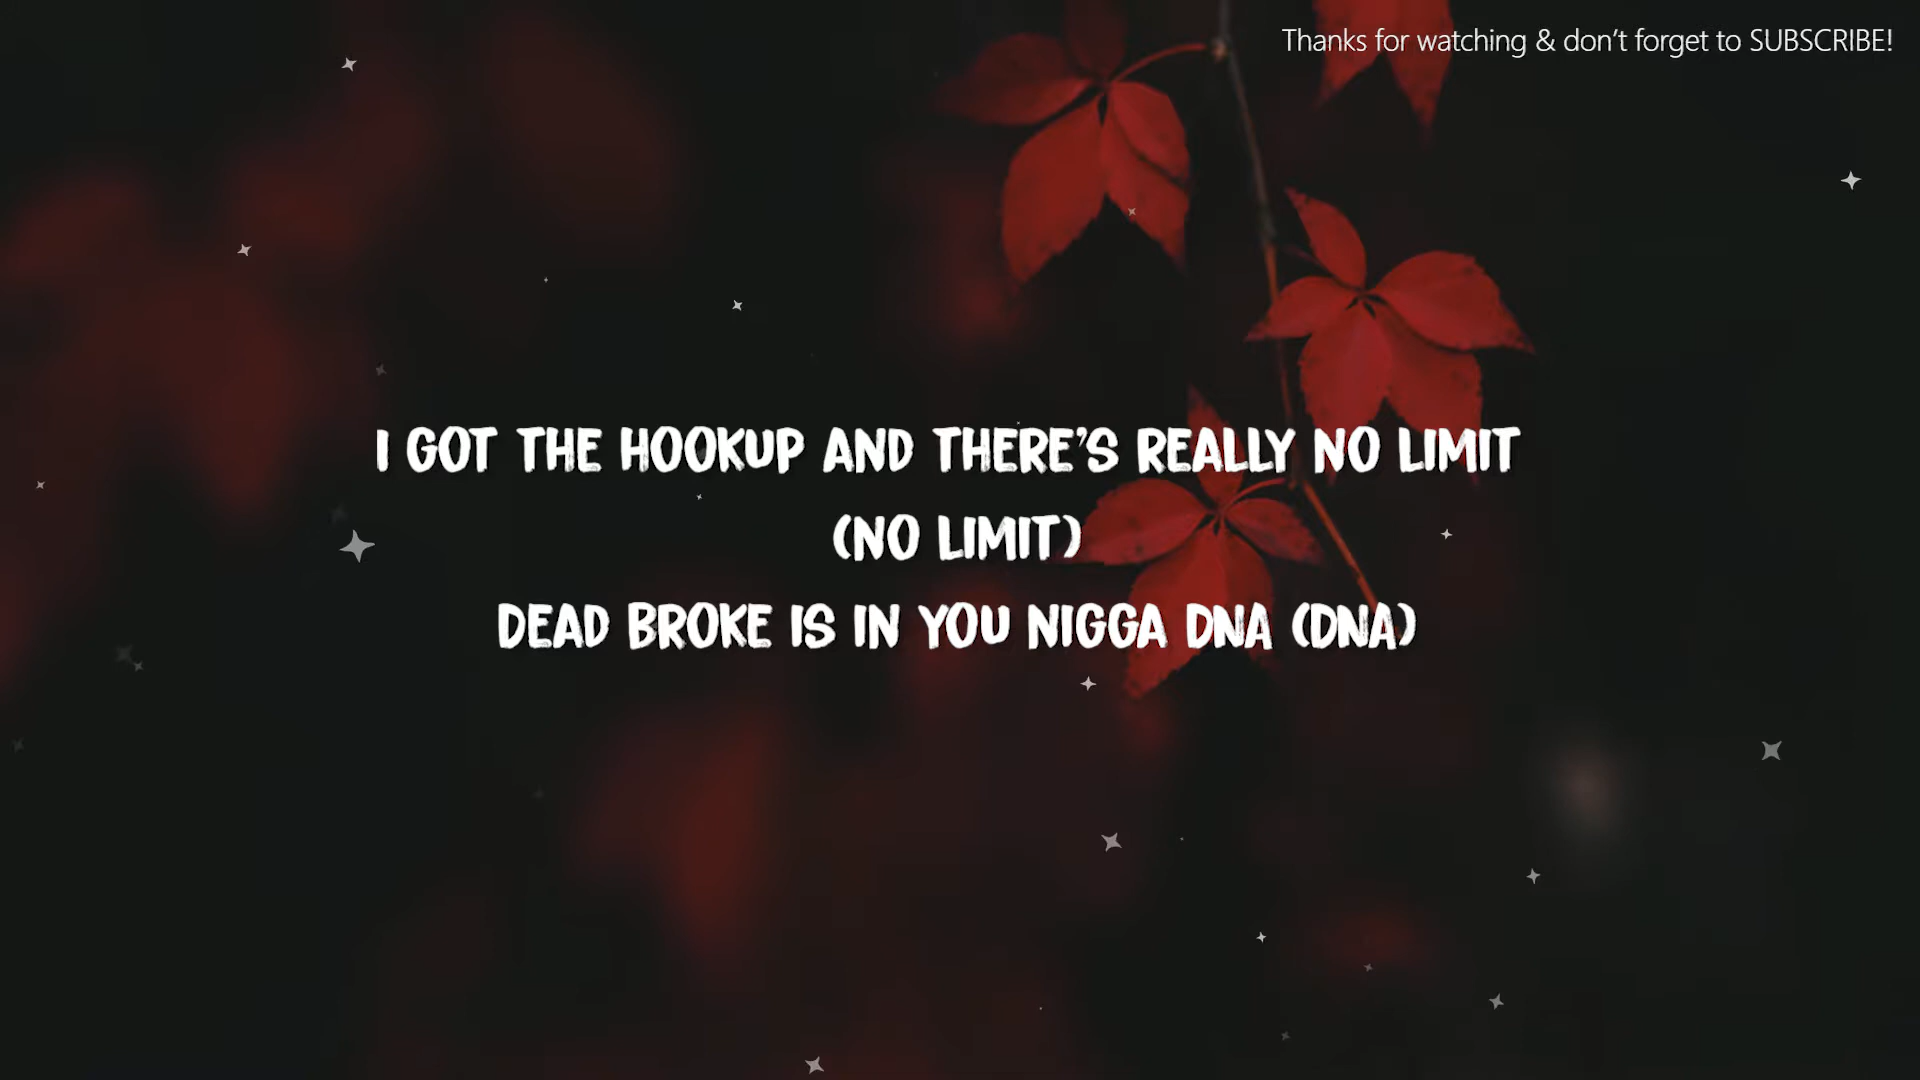 Thanks for watching & don't forget to SUBSCRIBE!
I GOT THE HOOKUP AND THERE'S REALLY NO LIMIT
(NO LIMIT)
DEAD BROKE IS IN YOU NIGGA DNA (DNA)